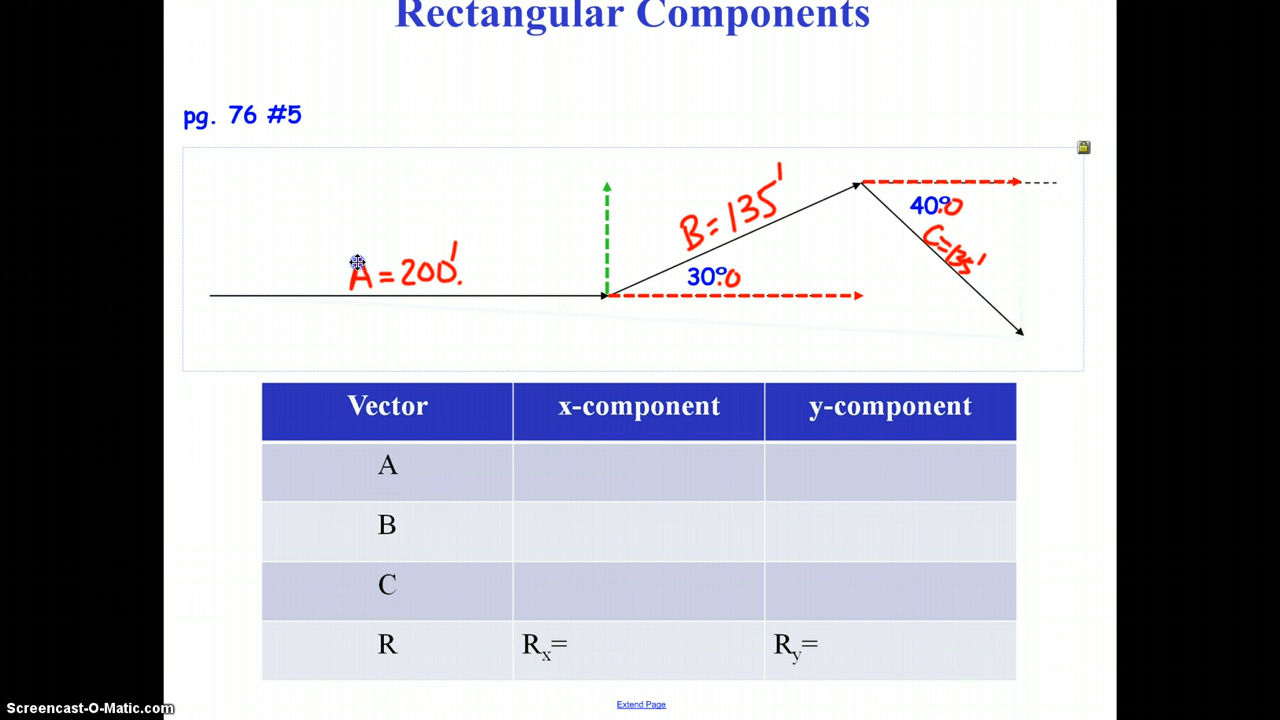 Rectangular Components
pg. 76 #5
A = 200.'
B = 135'
30°.0
40°.0
C = 135'
Vector x-component y-component
A
B
C
R Rx= Ry=
Extend Page
Screencast-O-Matic.com